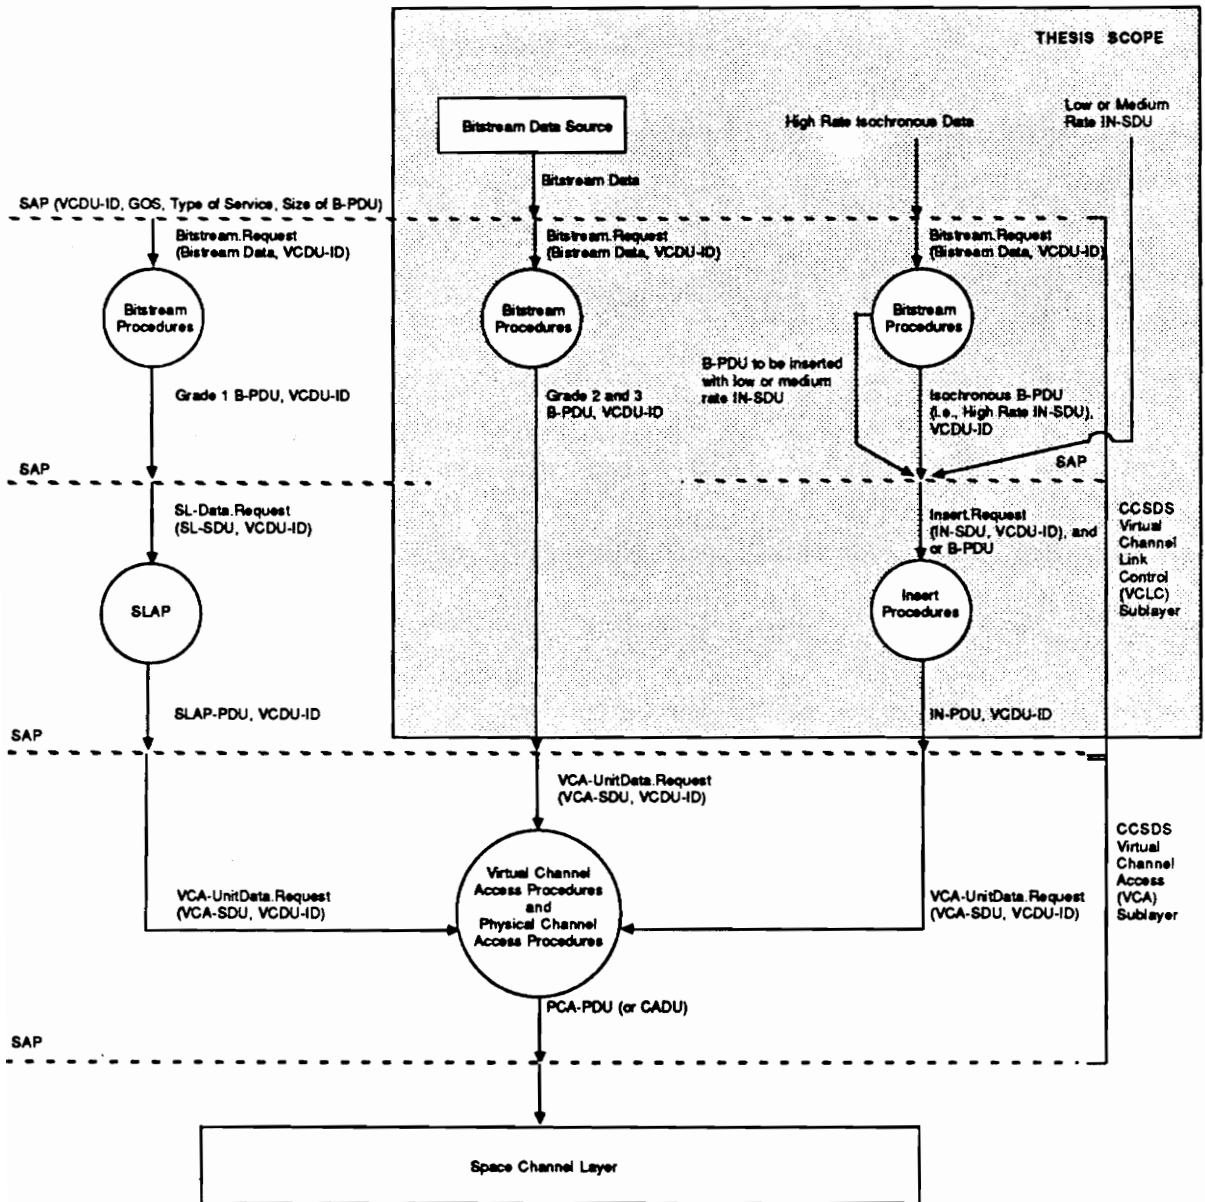 THESIS SCOPE
Low or Medium
Rate IN-SDU
Bitstream Data Source
High Rate Isochronous Data
Bitstream Data
SAP (VCDU-ID, GOS, Type of Service, Size of B-PDU)
Bitstream.Request
(Bistream Data, VCDU-ID)
Bitstream.Request
(Bistream Data, VCDU-ID)
Bitstream.Request
(Bistream Data, VCDU-ID)
Bitstream
Procedures
Bitstream
Procedures
Bitstream
Procedures
B-PDU to be inserted
with low or medium
rate IN-SDU
Grade 1 B-PDU, VCDU-ID
Grade 2 and 3
B-PDU, VCDU-ID
Isochronous B-PDU
(i.e., High Rate IN-SDU),
VCDU-ID
SAP
SAP
SL-Data.Request
(SL-SDU, VCDU-ID)
Insert.Request
(IN-SDU, VCDU-ID), and
or B-PDU
CCSDS
Virtual
Channel
Link
Control
(VCLC)
Sublayer
SLAP
Insert
Procedures
SLAP-PDU, VCDU-ID
IN-PDU, VCDU-ID
SAP
VCA-UnitData.Request
(VCA-SDU, VCDU-ID)
CCSDS
Virtual
Channel
Access
(VCA)
Sublayer
Virtual Channel
Access Procedures
and
Physical Channel
Access Procedures
VCA-UnitData.Request
(VCA-SDU, VCDU-ID)
VCA-UnitData.Request
(VCA-SDU, VCDU-ID)
PCA-PDU (or CADU)
SAP
Space Channel Layer